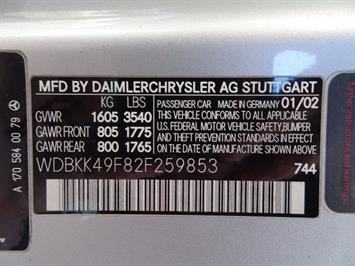 MFD BY DAIMLERCHRYSLER AG STUTTGART
KG LBS
GVWR 1605 3540
GAWR FRONT 805 1775
GAWR REAR 800 1765
PASSENGER CAR MADE IN GERMANY 01/02
THIS VEHICLE CONFORMS TO ALL APPLICABLE
U.S. FEDERAL MOTOR VEHICLE SAFETY, BUMPER
AND THEFT PREVENTION STANDARDS IN EFFECT
ON THE DATE OF MANUFACTURE SHOWN ABOVE.
WDBKK49F82F259853 744
A 170 584 00 79